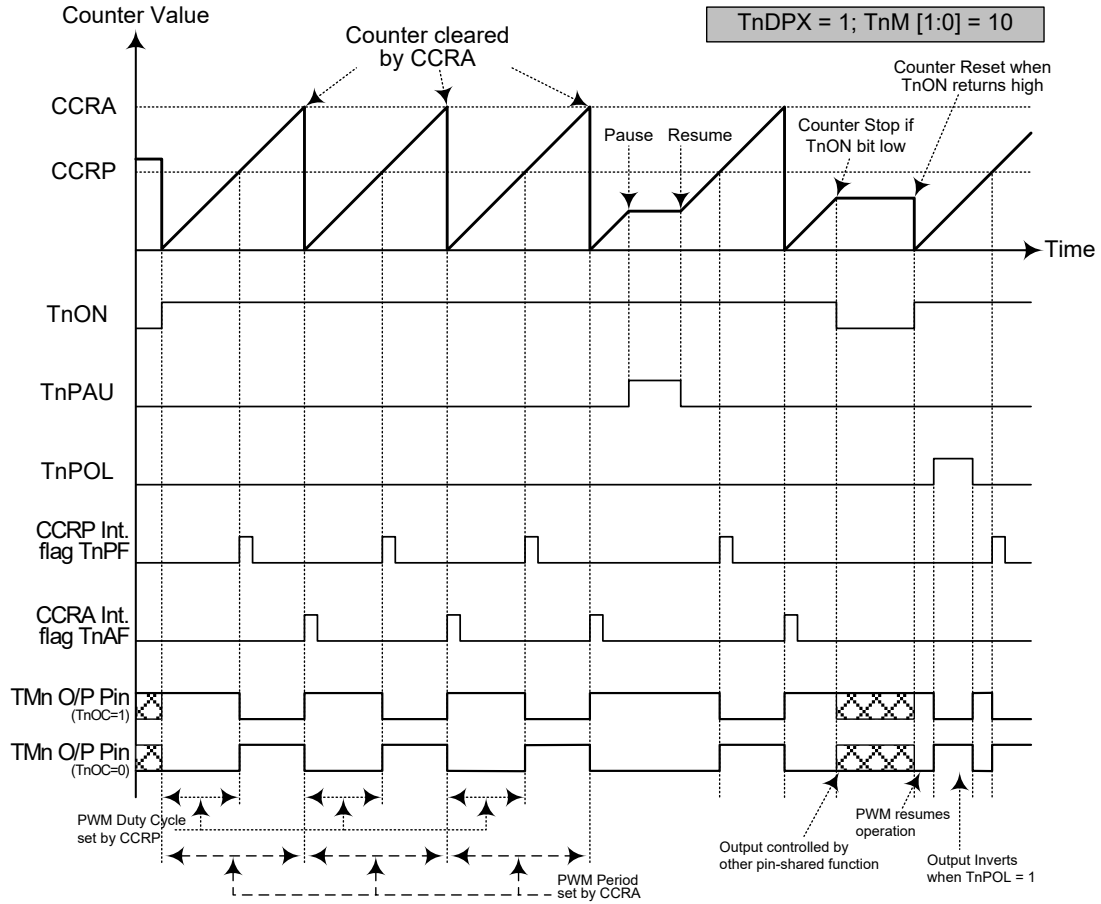 Counter Value
TnDPX = 1; TnM [1:0] = 10
Counter cleared
by CCRA
Counter Reset when
TnON returns high
CCRA
Pause
Resume
Counter Stop if
TnON bit low
CCRP
Time
TnON
TnPAU
TnPOL
CCRP Int.
flag TnPF
CCRA Int.
flag TnAF
TMn O/P Pin
(TnOC=1)
TMn O/P Pin
(TnOC=0)
PWM Duty Cycle
set by CCRP
PWM resumes
operation
Output controlled by
other pin-shared function
Output Inverts
when TnPOL = 1
PWM Period
set by CCRA